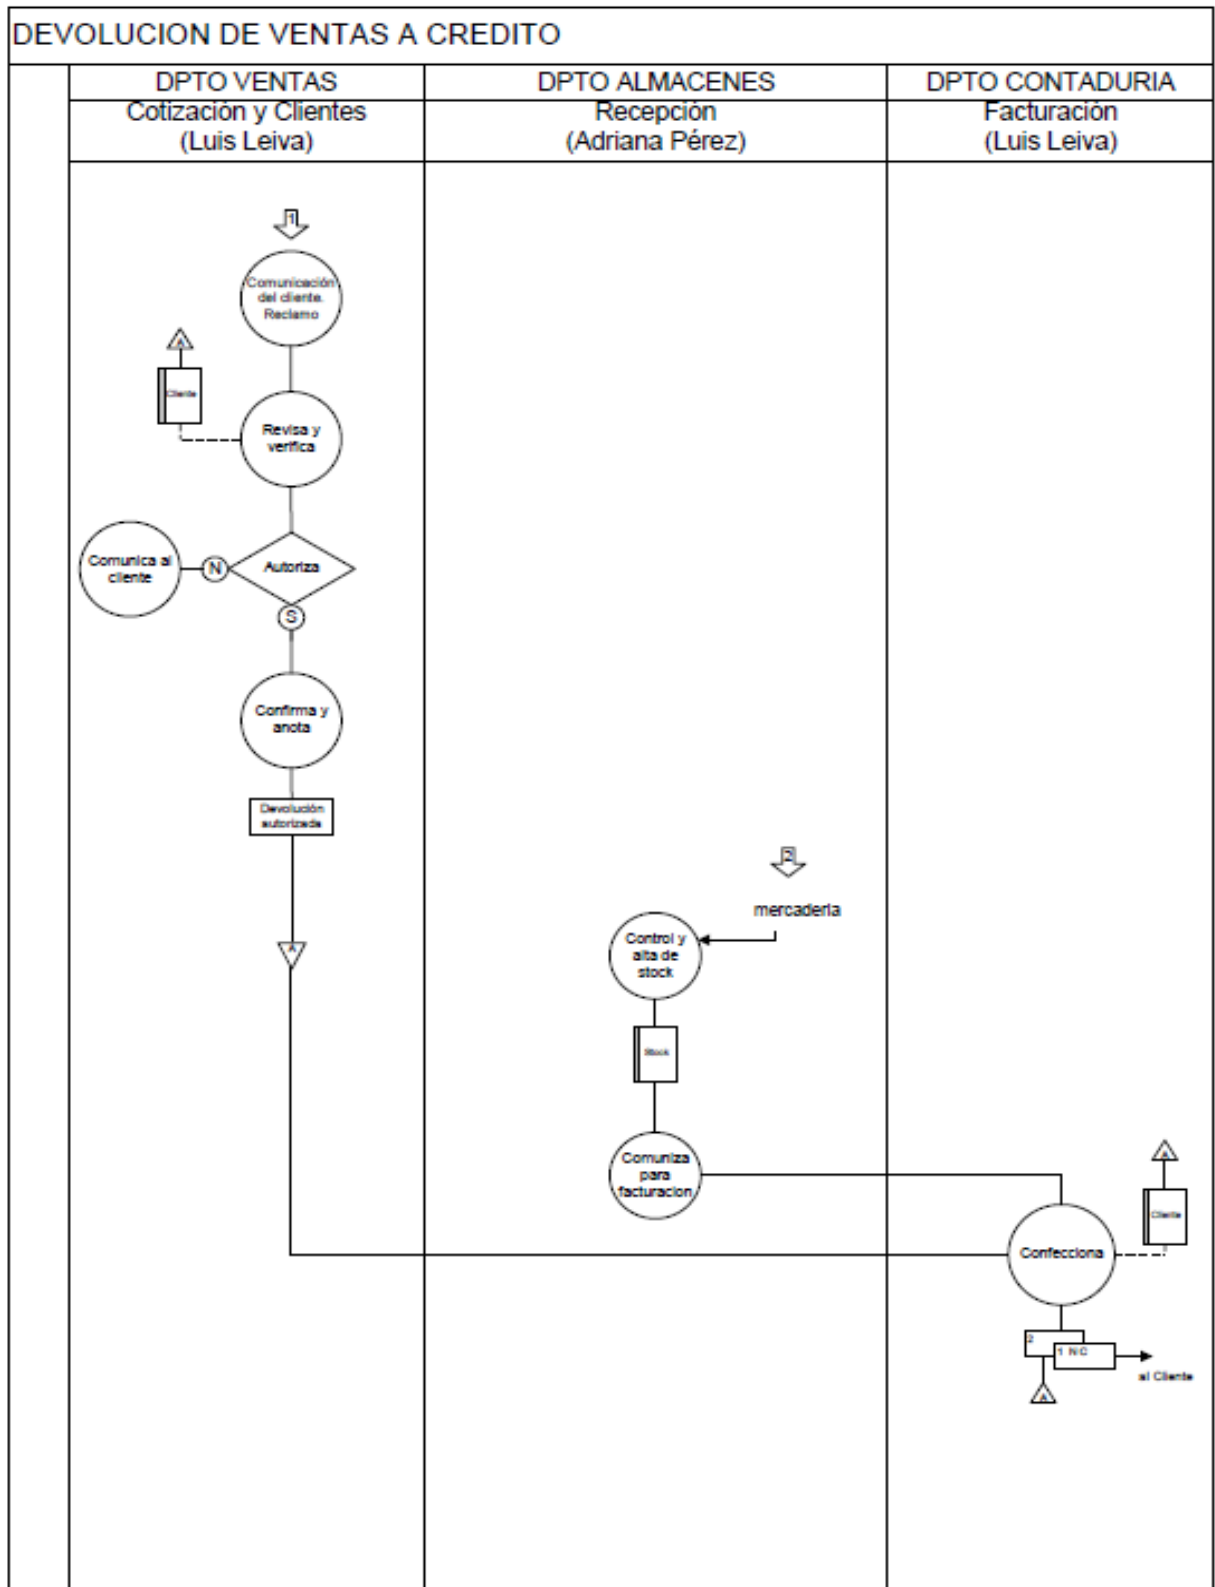 DEVOLUCION DE VENTAS A CREDITO
DPTO VENTAS
DPTO ALMACENES
DPTO CONTADURIA
Cotización y Clientes
(Luis Leiva)
Recepción
(Adriana Pérez)
Facturación
(Luis Leiva)
1
Comunicación
del cliente.
Reclamo
A
Cliente
Revisa y
verifica
Comunica al
cliente
N
Autoriza
S
Confirma y
anota
Devolución
autorizada
A
2
mercadería
Control y
alta de
stock
Stock
Comuniza
para
facturacion
A
Cliente
Confecciona
2
1 NC
al Cliente
A